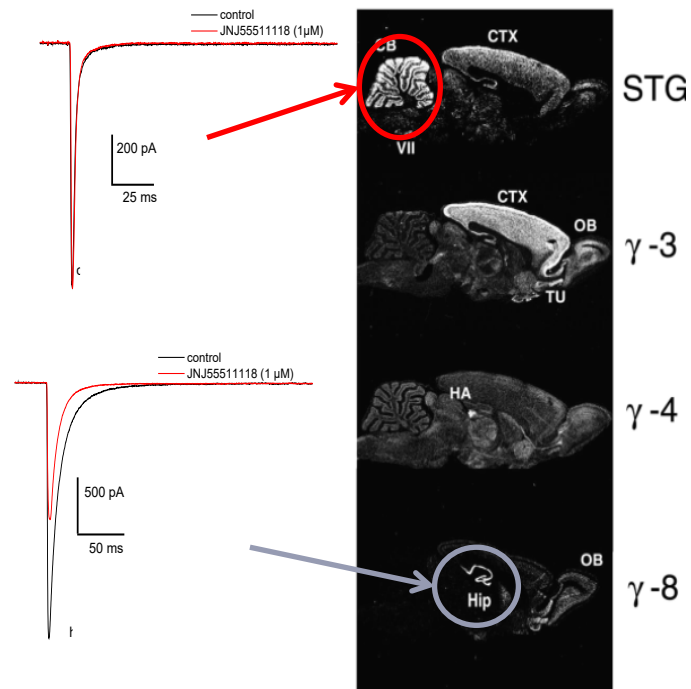 control
JNJ55511118 (1µM)
200 pA
25 ms
c
control
JNJ55511118 (1 µM)
500 pA
50 ms
CB
CTX
VII
STG
CTX
OB
TU
γ -3
HA
γ -4
OB
Hip
γ -8